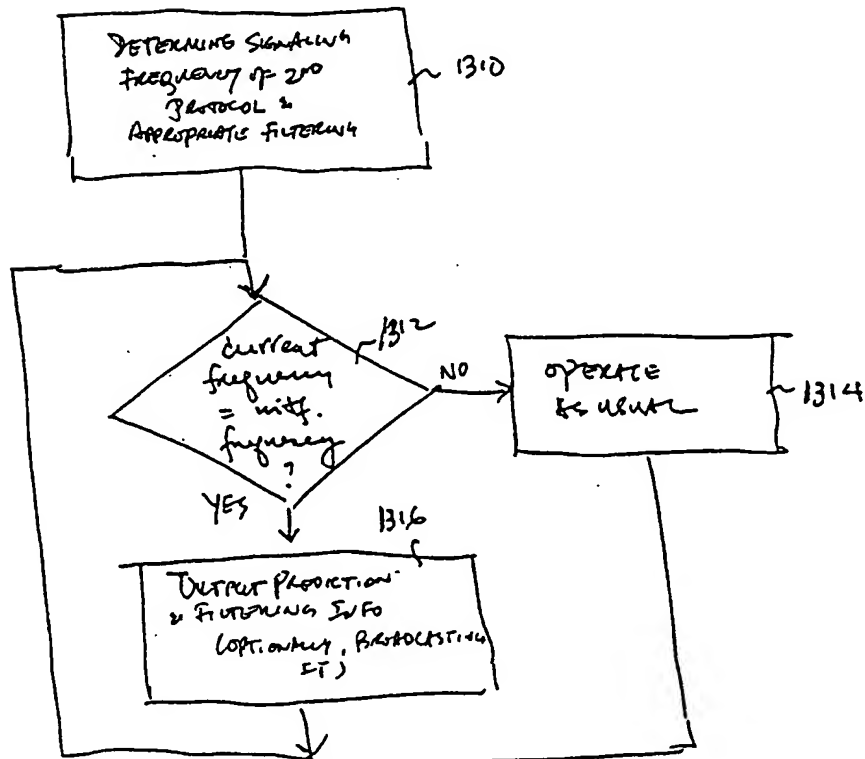 DETERMINE SIGNALING
FREQUENCY OF 2ND
PROTOCOL &
APPROPRIATE FILTERING
1310
current
frequency
= intf.
frequency
?
1312
NO
OPERATE
AS USUAL
1314
YES
1316
OUTPUT PREDICTION
& FILTERING INFO
(OPTIONALLY, BROADCASTING
IT)